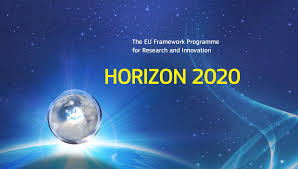 The EU Framework Programme
for Research and Innovation
HORIZON 2020